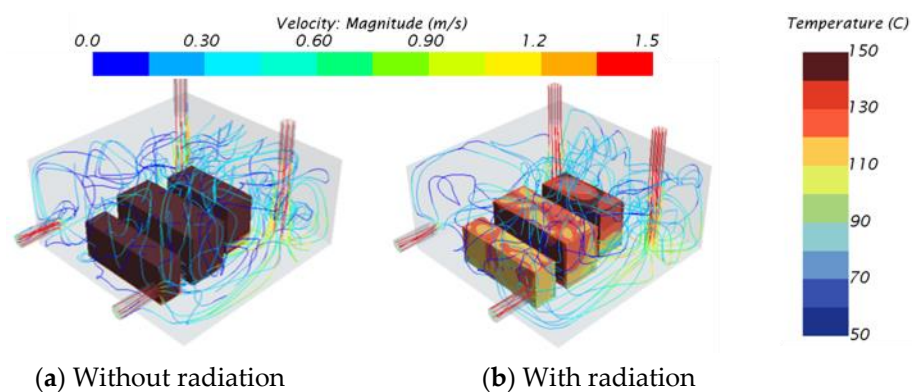 Velocity: Magnitude (m/s)
0.0 0.30 0.60 0.90 1.2 1.5
Temperature (C)
150
130
110
90
70
50
(a) Without radiation
(b) With radiation